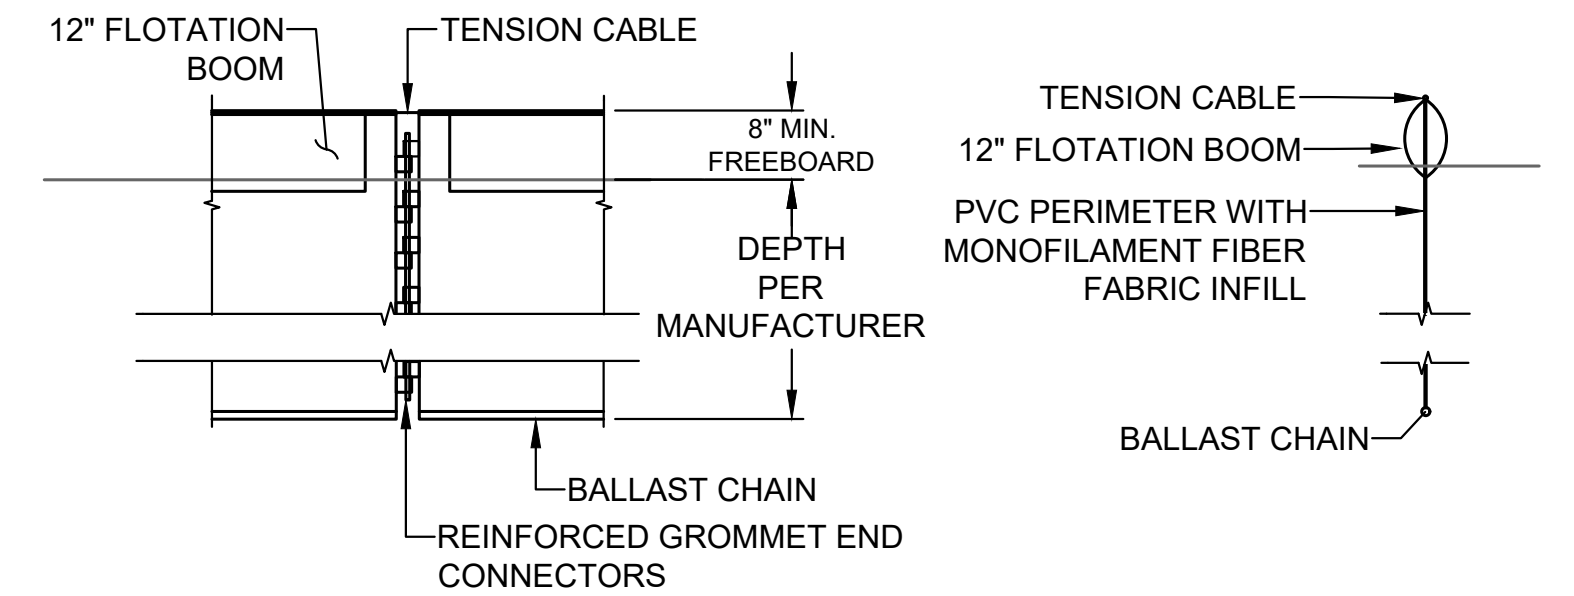 12" FLOTATION
BOOM
TENSION CABLE
8" MIN.
FREEBOARD
DEPTH
PER
MANUFACTURER
BALLAST CHAIN
REINFORCED GROMMET END
CONNECTORS
TENSION CABLE
12" FLOTATION BOOM
PVC PERIMETER WITH
MONOFILAMENT FIBER
FABRIC INFILL
BALLAST CHAIN